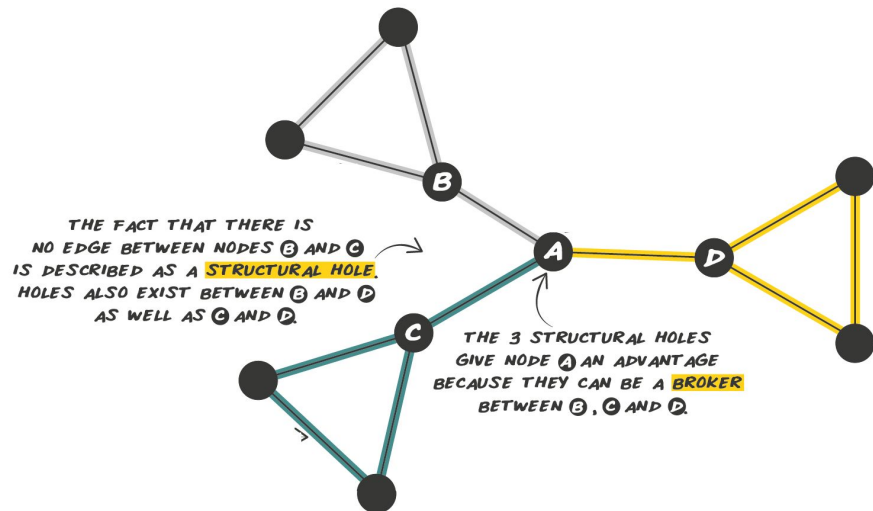 B
A
D
C
THE FACT THAT THERE IS
NO EDGE BETWEEN NODES B AND C
IS DESCRIBED AS A STRUCTURAL HOLE.
HOLES ALSO EXIST BETWEEN B AND D
AS WELL AS C AND D.
THE 3 STRUCTURAL HOLES
GIVE NODE A AN ADVANTAGE
BECAUSE THEY CAN BE A BROKER
BETWEEN B, C AND D.